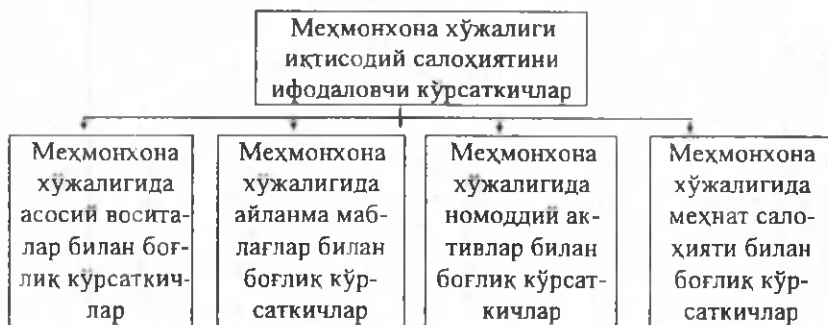 Меҳмонхона хўжалиги
иқтисодий салоҳиятини
ифодаловчи кўрсаткичлар
Меҳмонхона
хўжалигида
асосий восита-
лар билан боғ-
лиқ кўрсаткич-
лар
Меҳмонхона
хўжалигида
айланма маб-
лағлар билан
боғлиқ кўр-
саткичлар
Меҳмонхона
хўжалигида
номоддий ак-
тивлар билан
боғлиқ кўрсат-
кичлар
Меҳмонхона
хўжалигида
меҳнат сало-
ҳияти билан
боғлиқ кўр-
саткичлар